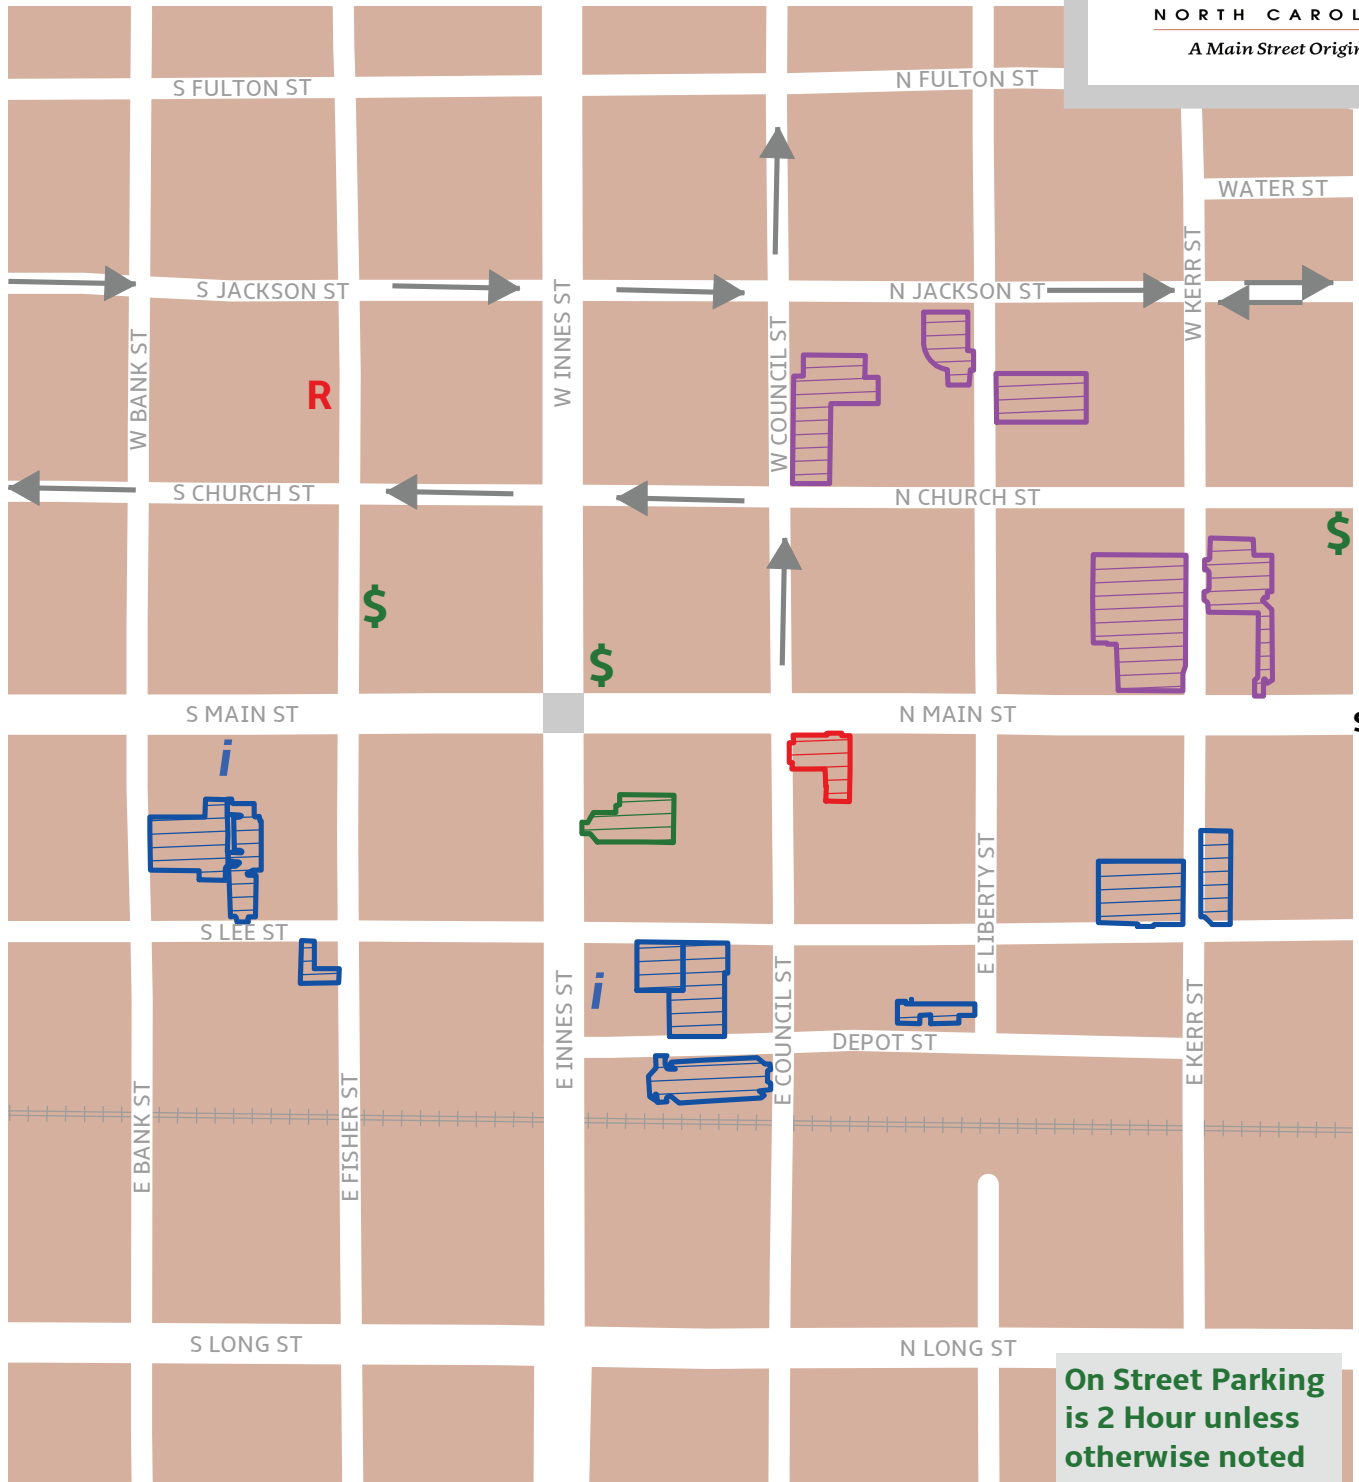 NORTH CAROL
A Main Street Origin
S FULTON ST
N FULTON ST
WATER ST
S JACKSON ST
N JACKSON ST
W BANK ST
W INNES ST
W COUNCIL ST
W KERR ST
R
S CHURCH ST
N CHURCH ST
$
$
$
S MAIN ST
N MAIN ST
i
S LEE ST
i
E LIBERTY ST
E INNES ST
E COUNCIL ST
DEPOT ST
E KERR ST
E BANK ST
E FISHER ST
S LONG ST
N LONG ST
On Street Parking
is 2 Hour unless
otherwise noted